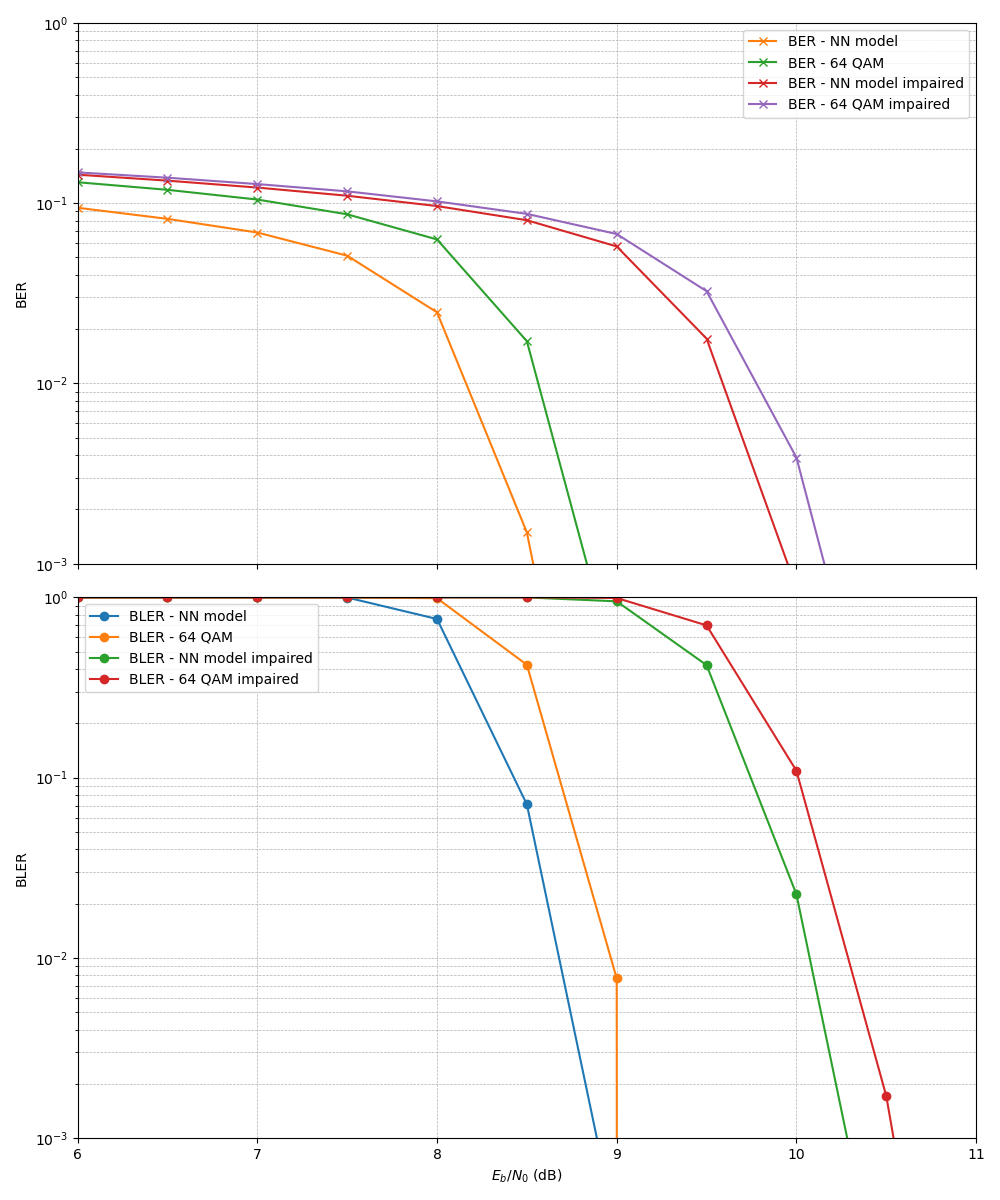 10⁰
10⁻¹
10⁻²
10⁻³
BER
BER - NN model
BER - 64 QAM
BER - NN model impaired
BER - 64 QAM impaired
10⁰
10⁻¹
10⁻²
10⁻³
BLER
BLER - NN model
BLER - 64 QAM
BLER - NN model impaired
BLER - 64 QAM impaired
6 7 8 9 10 11
E_b/N_0 (dB)